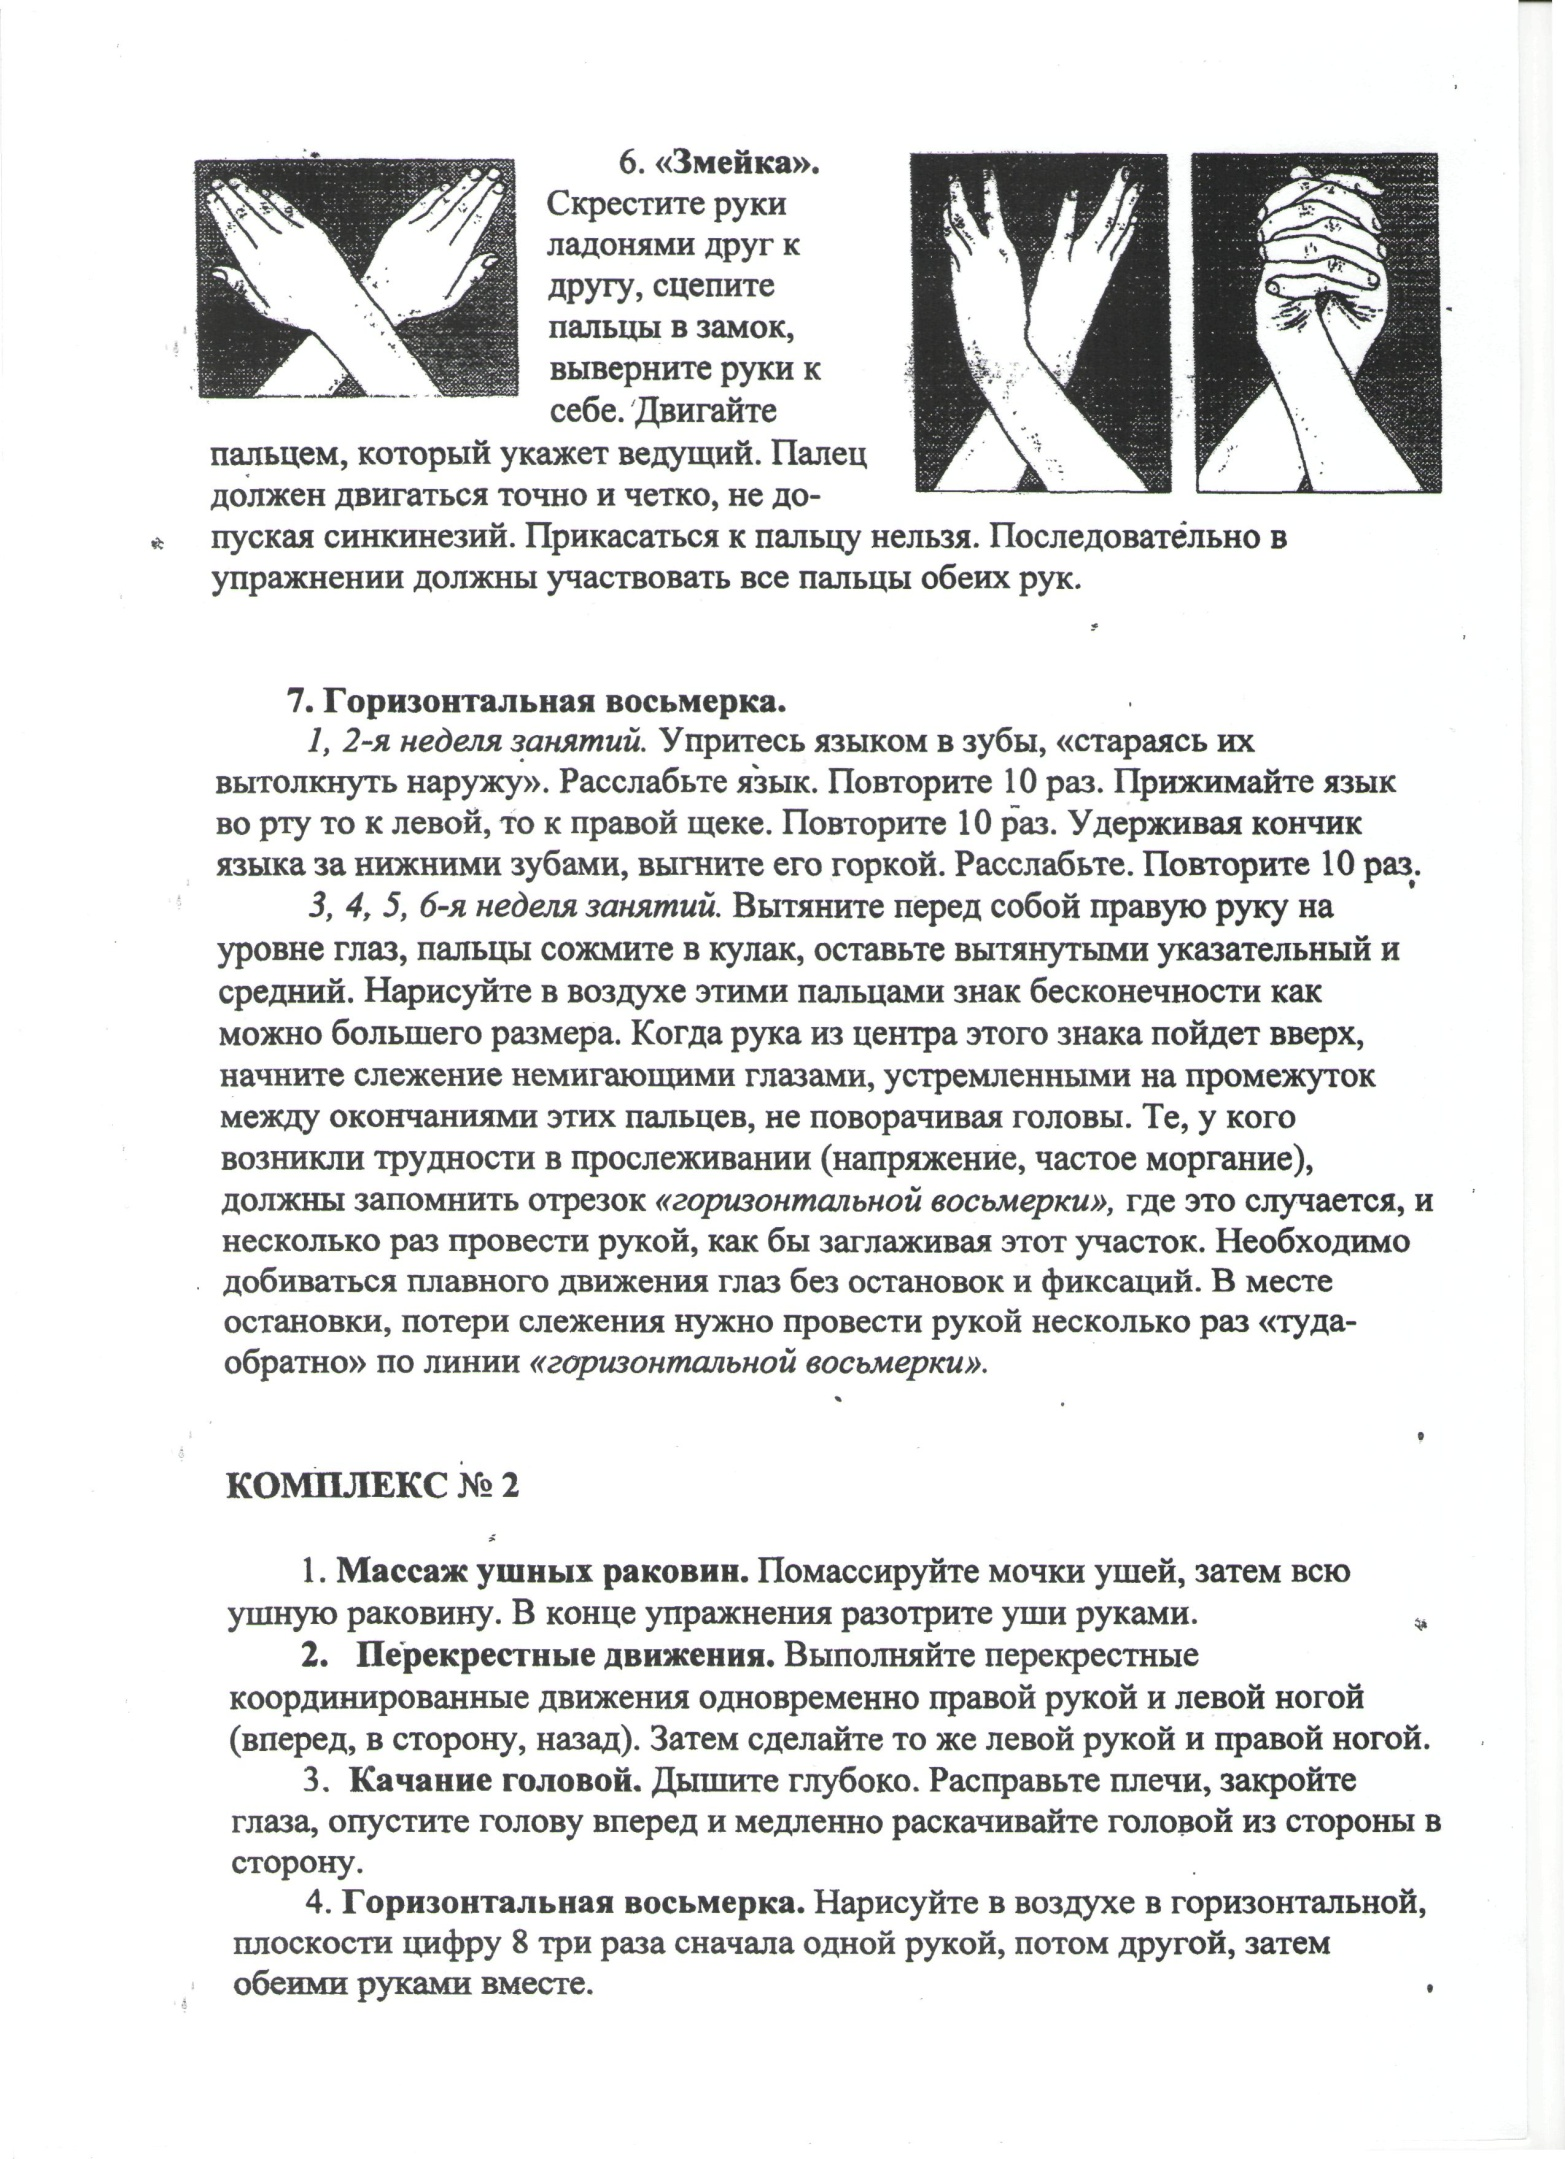 6. «Змейка».
Скрестите руки
ладонями друг к
другу, сцепите
пальцы в замок,
выверните руки к
себе. Двигайте
пальцем, который укажет ведущий. Палец
должен двигаться точно и четко, не до-
пуская синкинезий. Прикасаться к пальцу нельзя. Последовательно в
упражнении должны участвовать все пальцы обеих рук.
7. Горизонтальная восьмерка.
1, 2-я неделя занятий. Упритесь языком в зубы, «стараясь их
вытолкнуть наружу». Расслабьте язык. Повторите 10 раз. Прижимайте язык
во рту то к левой, то к правой щеке. Повторите 10 раз. Удерживая кончик
языка за нижними зубами, выгните его горкой. Расслабьте. Повторите 10 раз.
3, 4, 5, 6-я неделя занятий. Вытяните перед собой правую руку на
уровне глаз, пальцы сожмите в кулак, оставьте вытянутыми указательный и
средний. Нарисуйте в воздухе этими пальцами знак бесконечности как
можно большего размера. Когда рука из центра этого знака пойдет вверх,
начните слежение немигающими глазами, устремленными на промежуток
между окончаниями этих пальцев, не поворачивая головы. Те, у кого
возникли трудности в прослеживании (напряжение, частое моргание),
должны запомнить отрезок «горизонтальной восьмерки», где это случается, и
несколько раз провести рукой, как бы заглаживая этот участок. Необходимо
добиваться плавного движения глаз без остановок и фиксаций. В месте
остановки, потери слежения нужно провести рукой несколько раз «туда-
обратно» по линии «горизонтальной восьмерки».
КОМПЛЕКС № 2
1. Массаж ушных раковин. Помассируйте мочки ушей, затем всю
ушную раковину. В конце упражнения разотрите уши руками.
2. Перекрестные движения. Выполняйте перекрестные
координированные движения одновременно правой рукой и левой ногой
(вперед, в сторону, назад). Затем сделайте то же левой рукой и правой ногой.
3. Качание головой. Дышите глубоко. Расправьте плечи, закройте
глаза, опустите голову вперед и медленно раскачивайте головой из стороны в
сторону.
4. Горизонтальная восьмерка. Нарисуйте в воздухе в горизонтальной,
плоскости цифру 8 три раза сначала одной рукой, потом другой, затем
обеими руками вместе.